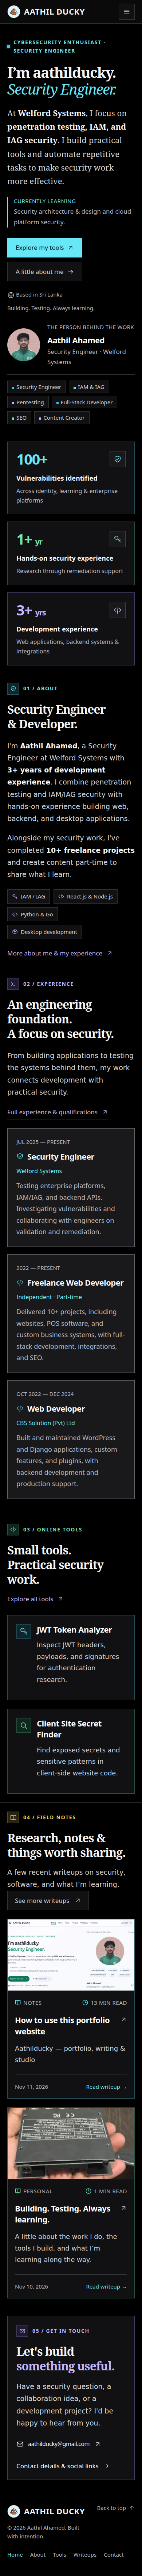 AATHIL DUCKY
CYBERSECURITY ENTHUSIAST ·
SECURITY ENGINEER
I'm aathilducky.
Security Engineer.
At Welford Systems, I focus on
penetration testing, IAM, and
IAG security. I build practical
tools and automate repetitive
tasks to make security work
more effective.
CURRENTLY LEARNING
Security architecture & design and cloud
platform security.
Explore my tools ↗
A little about me →
Based in Sri Lanka
Building. Testing. Always learning.
THE PERSON BEHIND THE WORK
Aathil Ahamed
Security Engineer · Welford
Systems
Security Engineer
IAM & IAG
Pentesting
Full-Stack Developer
SEO
Content Creator
100+
Vulnerabilities identified
Across identity, learning & enterprise
platforms
1+ yr
Hands-on security experience
Research through remediation support
3+ yrs
Development experience
Web applications, backend systems &
integrations
01 / ABOUT
Security Engineer
& Developer.
I'm Aathil Ahamed, a Security
Engineer at Welford Systems with
3+ years of development
experience. I combine penetration
testing and IAM/IAG security with
hands-on experience building web,
backend, and desktop applications.
Alongside my security work, I've
completed 10+ freelance projects
and create content part-time to
share what I learn.
IAM / IAG
React.js & Node.js
Python & Go
Desktop development
More about me & my experience ↗
02 / EXPERIENCE
An engineering
foundation.
A focus on security.
From building applications to testing
the systems behind them, my work
connects development with
practical security.
Full experience & qualifications ↗
JUL 2025 — PRESENT
Security Engineer
Welford Systems
Testing enterprise platforms,
IAM/IAG, and backend APIs.
Investigating vulnerabilities and
collaborating with engineers on
validation and remediation.
2022 — PRESENT
Freelance Web Developer
Independent · Part-time
Delivered 10+ projects, including
websites, POS software, and
custom business systems, with full-
stack development, integrations,
and SEO.
OCT 2022 — DEC 2024
Web Developer
CBS Solution (Pvt) Ltd
Built and maintained WordPress
and Django applications, custom
features, and plugins, with
backend development and
production support.
03 / ONLINE TOOLS
Small tools.
Practical security
work.
Explore all tools ↗
JWT Token Analyzer
Inspect JWT headers,
payloads, and signatures
for authentication
research.
Client Site Secret
Finder
Find exposed secrets and
sensitive patterns in
client-side website code.
04 / FIELD NOTES
Research, notes &
things worth sharing.
A few recent writeups on security,
software, and what I'm learning.
See more writeups ↗
I'm aathilducky.
Security Engineer.
NOTES
13 MIN READ
How to use this portfolio
website
Aathilducky — portfolio, writing &
studio
Nov 11, 2026
Read writeup →
PERSONAL
1 MIN READ
Building. Testing. Always
learning.
A little about the work I do, the
tools I build, and what I'm
learning along the way.
Nov 10, 2026
Read writeup →
05 / GET IN TOUCH
Let's build
something useful.
Have a security question, a
collaboration idea, or a
development project? I'd be
happy to hear from you.
aathilducky@gmail.com ↗
Contact details & social links →
AATHIL DUCKY
Back to top ↑
© 2026 Aathil Ahamed. Built
with intention.
Home
About
Tools
Writeups
Contact